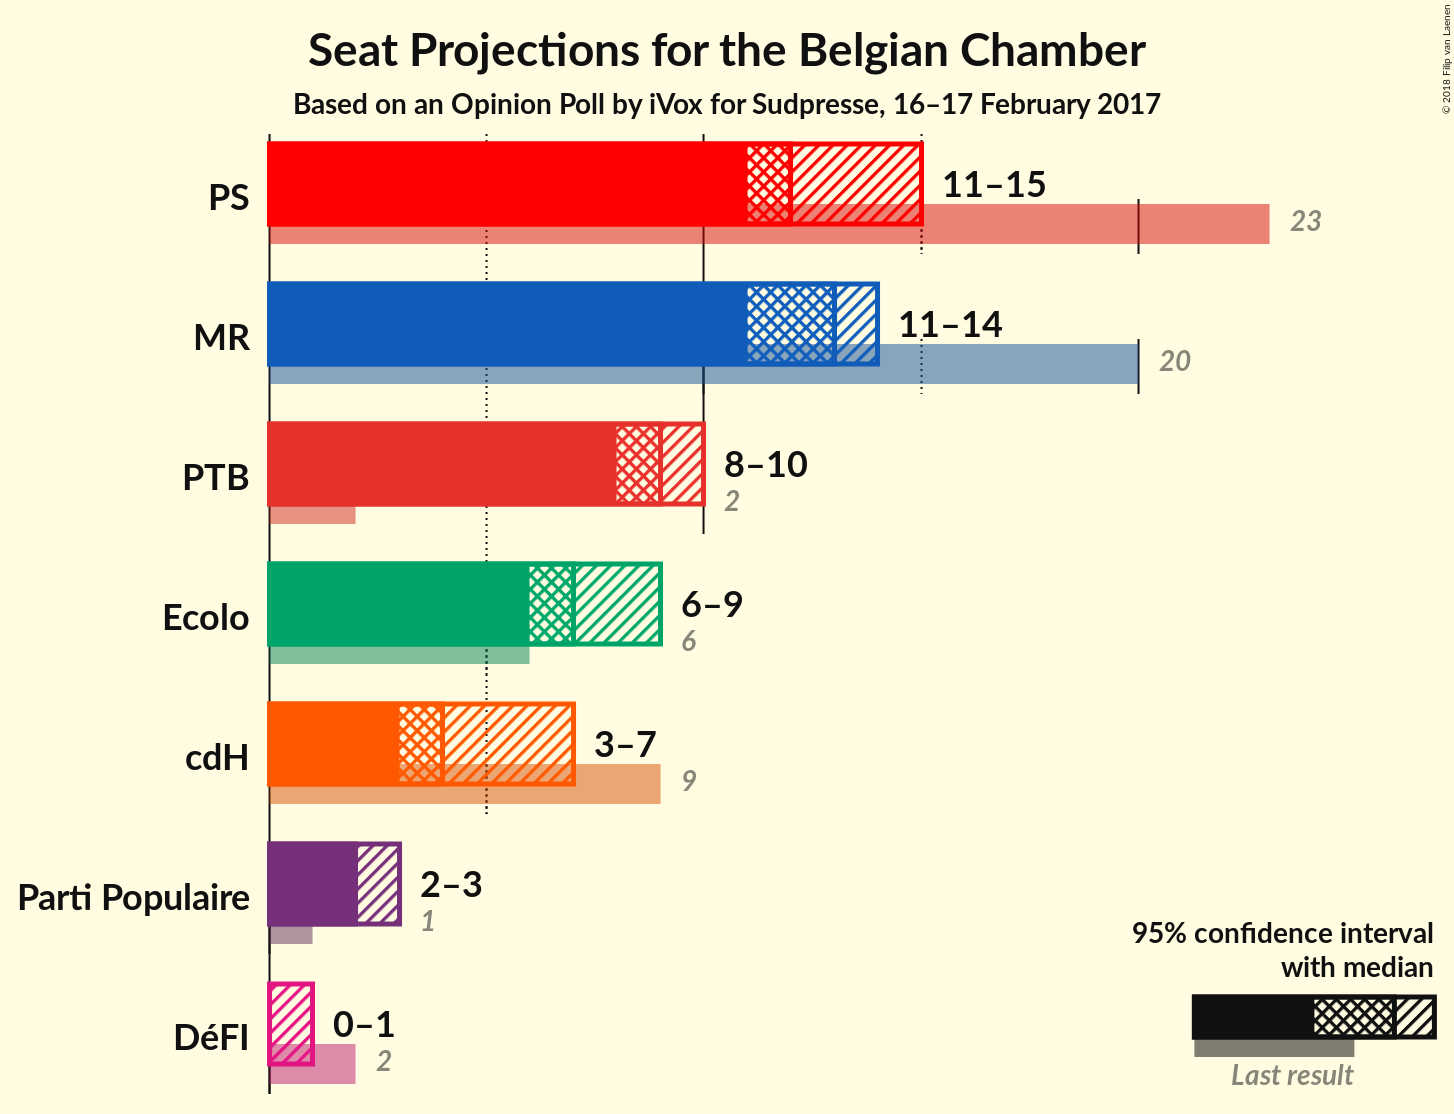 Seat Projections for the Belgian Chamber
Based on an Opinion Poll by iVox for Sudpresse, 16–17 February 2017
© 2018 Filip van Laenen
PS
11–15
23
MR
11–14
20
PTB
8–10
2
Ecolo
6–9
6
cdH
3–7
9
Parti Populaire
2–3
1
DéFI
0–1
2
95% confidence interval
with median
Last result